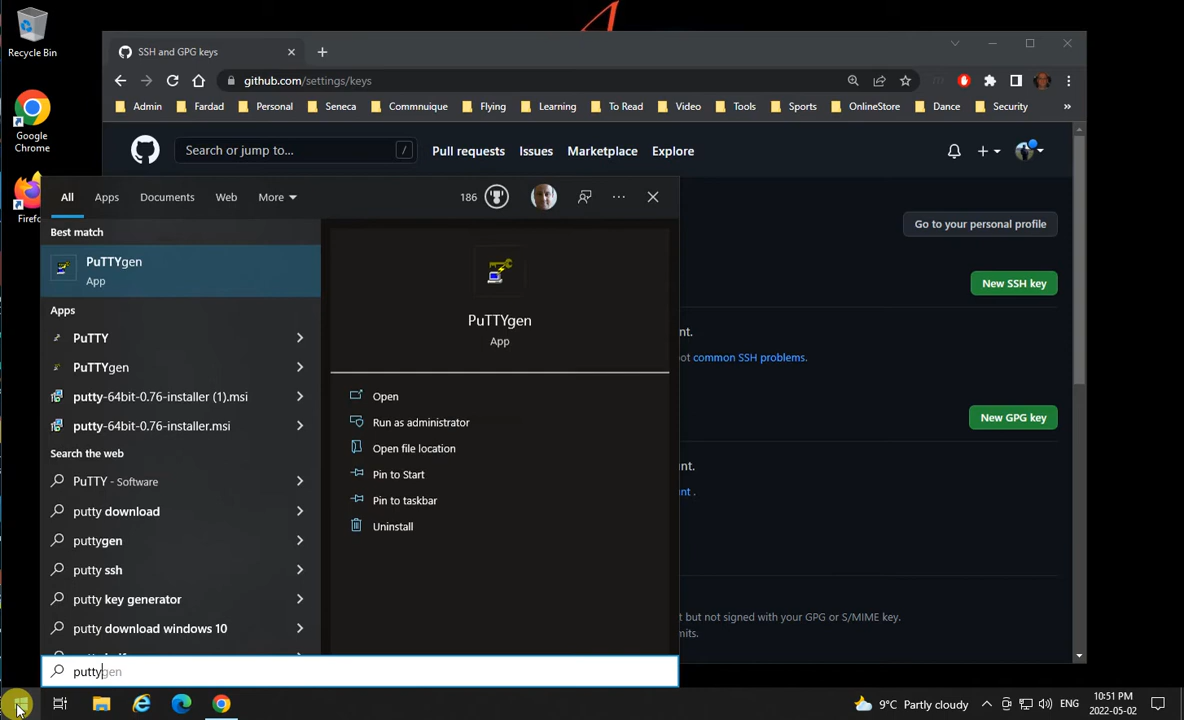 Recycle Bin
Google
Chrome
Firefo
SSH and GPG keys
github.com/settings/keys
Admin
Fardad
Personal
Seneca
Commnuique
Flying
Learning
To Read
Video
Tools
Sports
OnlineStore
Dance
Security
»
Search or jump to...
/
Pull requests
Issues
Marketplace
Explore
Go to your personal profile
New SSH key
nt.
ot common SSH problems.
New GPG key
nt.
unt .
t but not signed with your GPG or S/MIME key.
mits.
All
Apps
Documents
Web
More
186
Best match
PuTTYgen
App
Apps
PuTTY
PuTTYgen
putty-64bit-0.76-installer (1).msi
putty-64bit-0.76-installer.msi
Search the web
PuTTY - Software
putty download
puttygen
putty ssh
putty key generator
putty download windows 10
PuTTYgen
App
Open
Run as administrator
Open file location
Pin to Start
Pin to taskbar
Uninstall
puttygen
9°C Partly cloudy
ENG
10:51 PM
2022-05-02